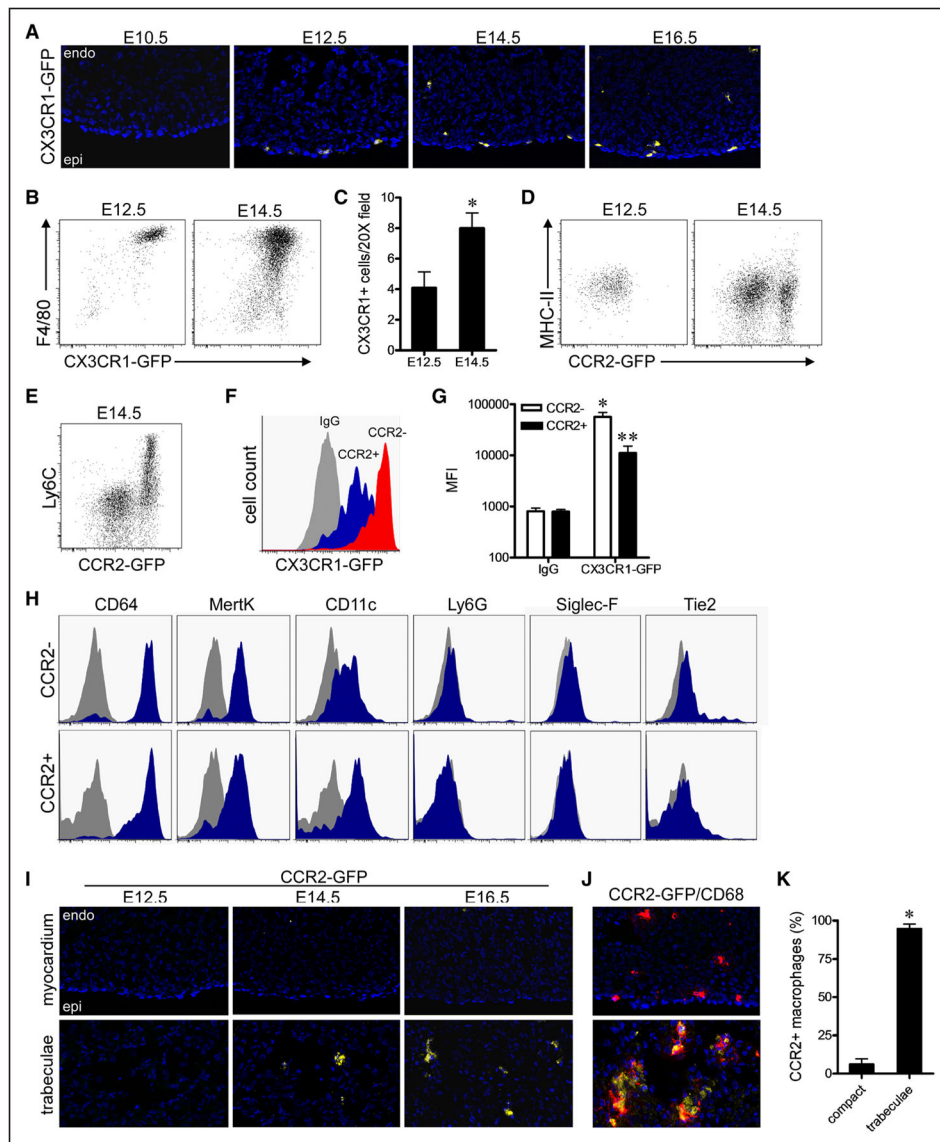 A
E10.5
E12.5
E14.5
E16.5
CX3CR1-GFP
endo
epi
B
E12.5
E14.5
F4/80
CX3CR1-GFP
C
CX3CR1+ cells/20X field
10
8
6
4
2
0
*
E12.5
E14.5
D
E12.5
E14.5
MHC-II
CCR2-GFP
E
E14.5
Ly6C
CCR2-GFP
F
IgG
CCR2+
CCR2-
cell count
CX3CR1-GFP
G
CCR2-
CCR2+
MFI
100000
10000
1000
100
*
**
IgG
CX3CR1-GFP
H
CD64
MertK
CD11c
Ly6G
Siglec-F
Tie2
CCR2-
CCR2+
I
CCR2-GFP
E12.5
E14.5
E16.5
myocardium
endo
epi
trabeculae
J
CCR2-GFP/CD68
K
CCR2+ macrophages (%)
100
75
50
25
0
*
compact
trabeculae